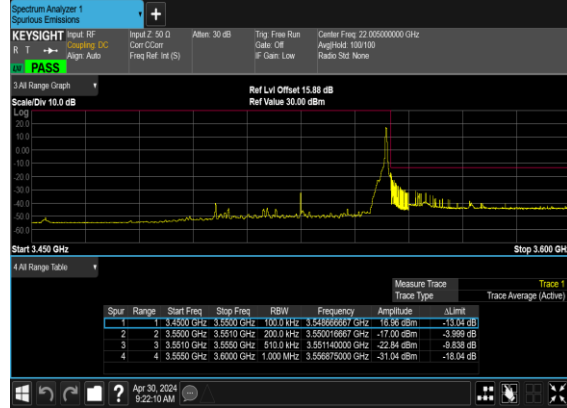 Spectrum Analyzer 1
Spurious Emissions
KEYSIGHT Input: RF Input Z: 50 Ω Atten: 30 dB Trig: Free Run Center Freq: 22.005000000 GHz
R T Coupling: DC Corr CCorr Gate: Off Avg|Hold: 100/100
Align: Auto Freq Ref: Int (S) IF Gain: Low Radio Std: None
LW PASS
3 All Range Graph
Ref Lvl Offset 15.88 dB
Scale/Div 10.0 dB Ref Value 30.00 dBm
Log
20.0
10.0
0.00
-10.0
-20.0
-30.0
-40.0
-50.0
-60.0
Start 3.450 GHz Stop 3.600 GHz
4 All Range Table
Measure Trace Trace 1
Trace Type Trace Average (Active)
Spur Range Start Freq Stop Freq RBW Frequency Amplitude ΔLimit
1 1 3.4500 GHz 3.5500 GHz 100.0 kHz 3.548666667 GHz 16.96 dBm -13.04 dB
2 2 3.5500 GHz 3.5510 GHz 200.0 kHz 3.550016667 GHz -17.00 dBm -3.999 dB
3 3 3.5510 GHz 3.5550 GHz 510.0 kHz 3.551140000 GHz -22.84 dBm -9.838 dB
4 4 3.5550 GHz 3.6000 GHz 1.000 MHz 3.556875000 GHz -31.04 dBm -18.04 dB
? Apr 30, 2024
9:22:10 AM